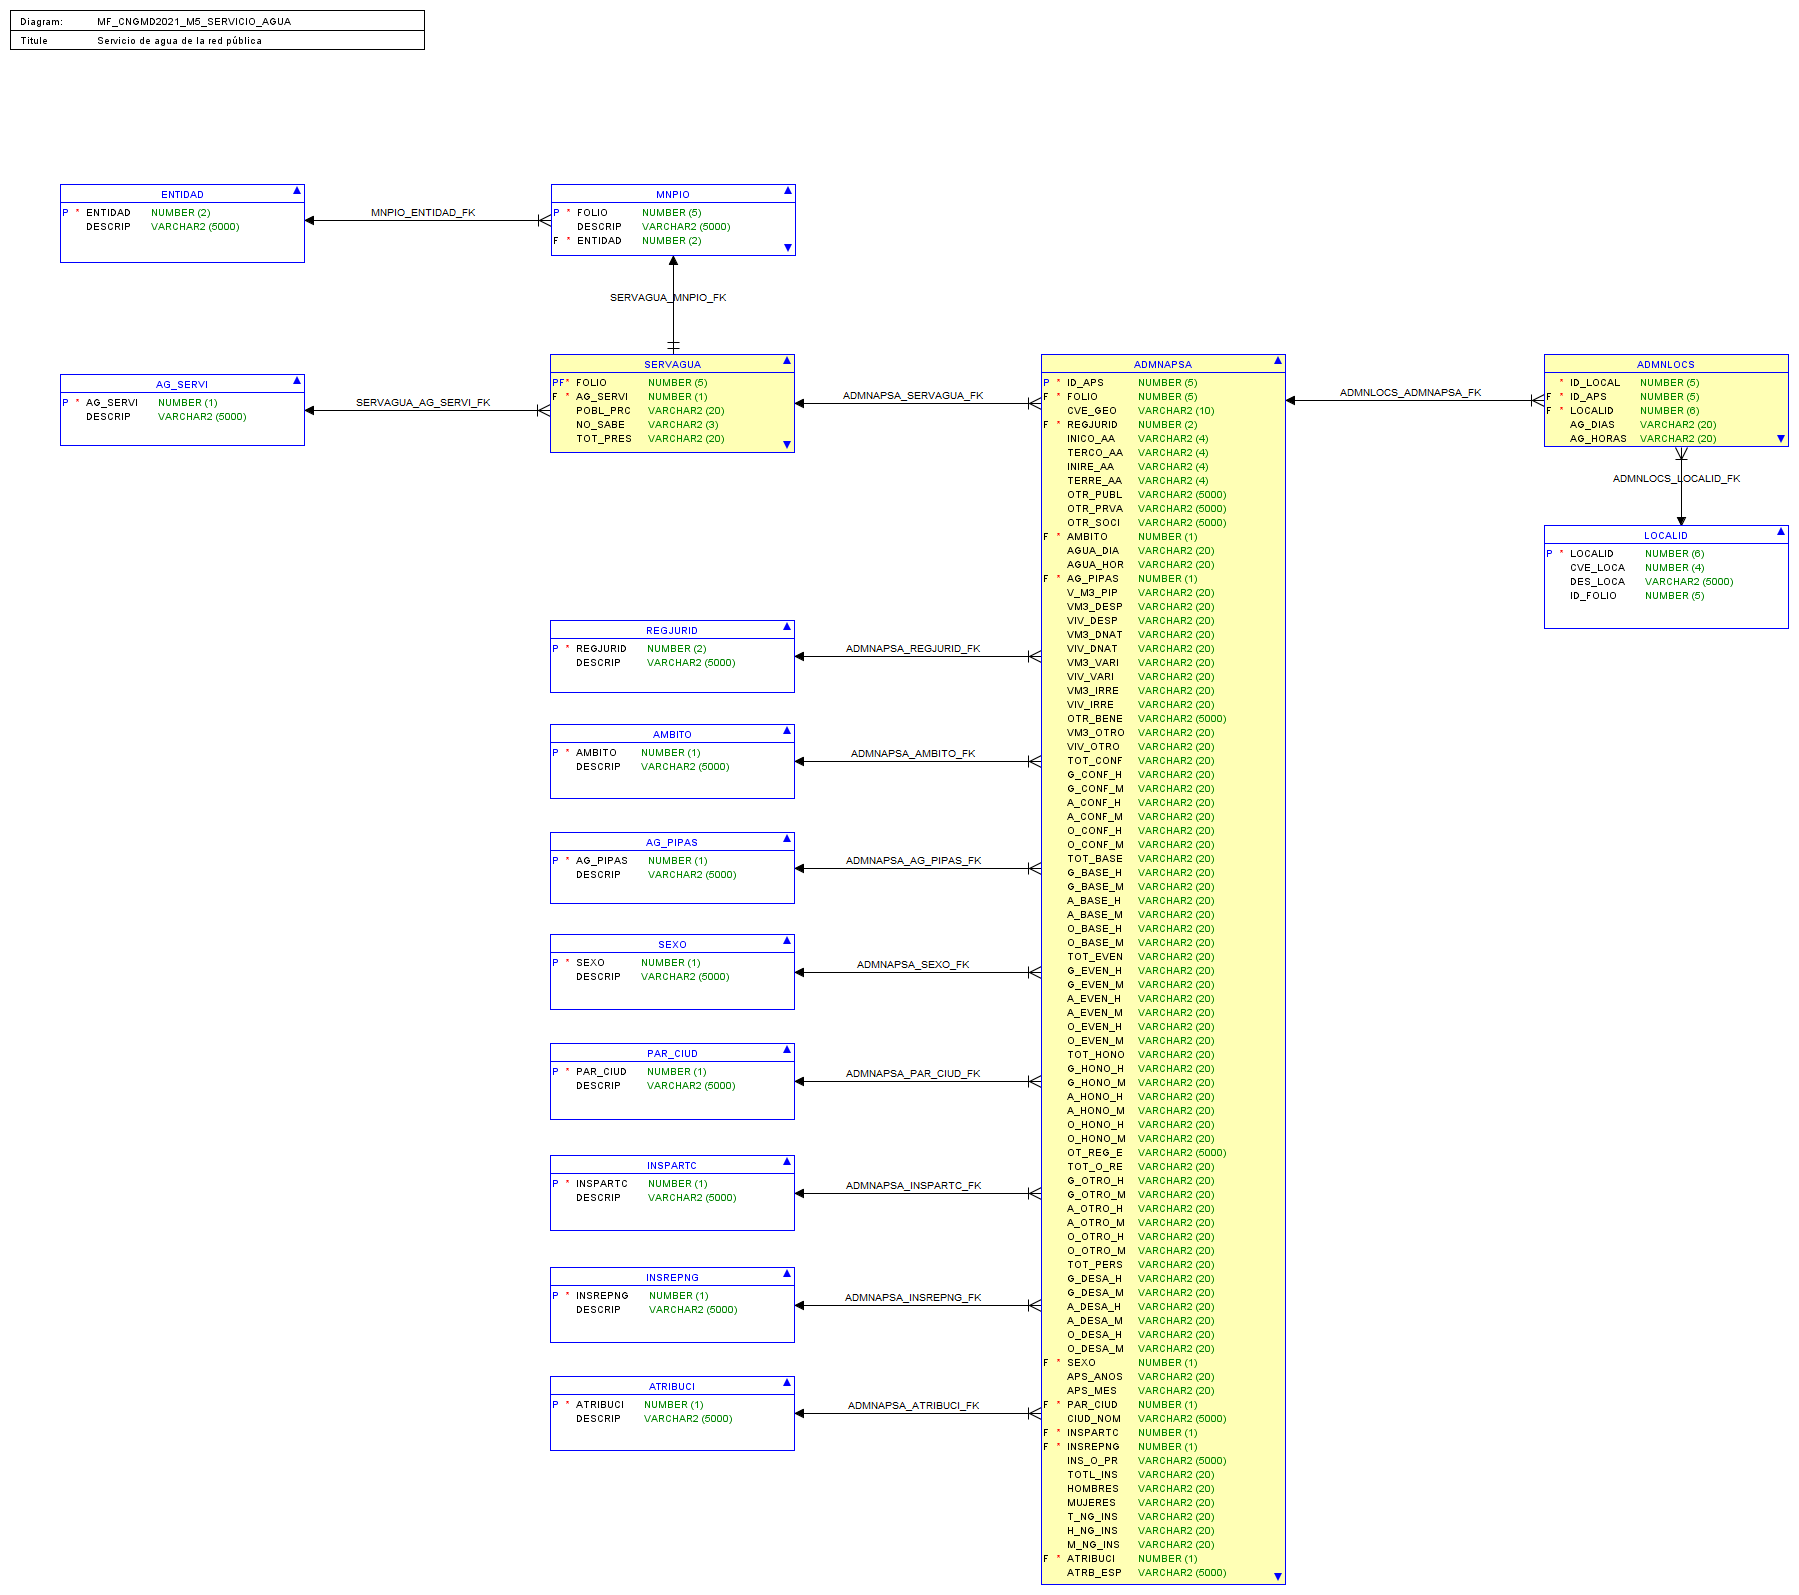 Diagram: MF_CNGMD2021_M5_SERVICIO_AGUA
Titule Servicio de agua de la red pública
ENTIDAD
P * ENTIDAD NUMBER (2)
DESCRIP VARCHAR2 (5000)
MNPIO_ENTIDAD_FK
MNPIO
P * FOLIO NUMBER (5)
DESCRIP VARCHAR2 (5000)
F * ENTIDAD NUMBER (2)
SERVAGUA_MNPIO_FK
AG_SERVI
P * AG_SERVI NUMBER (1)
DESCRIP VARCHAR2 (5000)
SERVAGUA_AG_SERVI_FK
SERVAGUA
PF* FOLIO NUMBER (5)
F * AG_SERVI NUMBER (1)
POBL_PRC VARCHAR2 (20)
NO_SABE VARCHAR2 (3)
TOT_PRES VARCHAR2 (20)
ADMNAPSA_SERVAGUA_FK
ADMNAPSA
P * ID_APS NUMBER (5)
F * FOLIO NUMBER (5)
CVE_GEO VARCHAR2 (10)
F * REGJURID NUMBER (2)
INICO_AA VARCHAR2 (4)
TERCO_AA VARCHAR2 (4)
INIRE_AA VARCHAR2 (4)
TERRE_AA VARCHAR2 (4)
OTR_PUBL VARCHAR2 (5000)
OTR_PRVA VARCHAR2 (5000)
OTR_SOCI VARCHAR2 (5000)
F * AMBITO NUMBER (1)
AGUA_DIA VARCHAR2 (20)
AGUA_HOR VARCHAR2 (20)
F * AG_PIPAS NUMBER (1)
V_M3_PIP VARCHAR2 (20)
VM3_DESP VARCHAR2 (20)
VIV_DESP VARCHAR2 (20)
VM3_DNAT VARCHAR2 (20)
VIV_DNAT VARCHAR2 (20)
VM3_VARI VARCHAR2 (20)
VIV_VARI VARCHAR2 (20)
VM3_IRRE VARCHAR2 (20)
VIV_IRRE VARCHAR2 (20)
OTR_BENE VARCHAR2 (5000)
VM3_OTRO VARCHAR2 (20)
VIV_OTRO VARCHAR2 (20)
TOT_CONF VARCHAR2 (20)
G_CONF_H VARCHAR2 (20)
G_CONF_M VARCHAR2 (20)
A_CONF_H VARCHAR2 (20)
A_CONF_M VARCHAR2 (20)
O_CONF_H VARCHAR2 (20)
O_CONF_M VARCHAR2 (20)
TOT_BASE VARCHAR2 (20)
G_BASE_H VARCHAR2 (20)
G_BASE_M VARCHAR2 (20)
A_BASE_H VARCHAR2 (20)
A_BASE_M VARCHAR2 (20)
O_BASE_H VARCHAR2 (20)
O_BASE_M VARCHAR2 (20)
TOT_EVEN VARCHAR2 (20)
G_EVEN_H VARCHAR2 (20)
G_EVEN_M VARCHAR2 (20)
A_EVEN_H VARCHAR2 (20)
A_EVEN_M VARCHAR2 (20)
O_EVEN_H VARCHAR2 (20)
O_EVEN_M VARCHAR2 (20)
TOT_HONO VARCHAR2 (20)
G_HONO_H VARCHAR2 (20)
G_HONO_M VARCHAR2 (20)
A_HONO_H VARCHAR2 (20)
A_HONO_M VARCHAR2 (20)
O_HONO_H VARCHAR2 (20)
O_HONO_M VARCHAR2 (20)
OT_REG_E VARCHAR2 (5000)
TOT_O_RE VARCHAR2 (20)
G_OTRO_H VARCHAR2 (20)
G_OTRO_M VARCHAR2 (20)
A_OTRO_H VARCHAR2 (20)
A_OTRO_M VARCHAR2 (20)
O_OTRO_H VARCHAR2 (20)
O_OTRO_M VARCHAR2 (20)
TOT_PERS VARCHAR2 (20)
G_DESA_H VARCHAR2 (20)
G_DESA_M VARCHAR2 (20)
A_DESA_H VARCHAR2 (20)
A_DESA_M VARCHAR2 (20)
O_DESA_H VARCHAR2 (20)
O_DESA_M VARCHAR2 (20)
F * SEXO NUMBER (1)
APS_ANOS VARCHAR2 (20)
APS_MES VARCHAR2 (20)
F * PAR_CIUD NUMBER (1)
CIUD_NOM VARCHAR2 (5000)
F * INSPARTC NUMBER (1)
F * INSREPNG NUMBER (1)
INS_O_PR VARCHAR2 (5000)
TOTL_INS VARCHAR2 (20)
HOMBRES VARCHAR2 (20)
MUJERES VARCHAR2 (20)
T_NG_INS VARCHAR2 (20)
H_NG_INS VARCHAR2 (20)
M_NG_INS VARCHAR2 (20)
F * ATRIBUCI NUMBER (1)
ATRB_ESP VARCHAR2 (5000)
ADMNLOCS_ADMNAPSA_FK
ADMNLOCS
* ID_LOCAL NUMBER (5)
F * ID_APS NUMBER (5)
F * LOCALID NUMBER (6)
AG_DIAS VARCHAR2 (20)
AG_HORAS VARCHAR2 (20)
ADMNLOCS_LOCALID_FK
LOCALID
P * LOCALID NUMBER (6)
CVE_LOCA NUMBER (4)
DES_LOCA VARCHAR2 (5000)
ID_FOLIO NUMBER (5)
REGJURID
P * REGJURID NUMBER (2)
DESCRIP VARCHAR2 (5000)
ADMNAPSA_REGJURID_FK
AMBITO
P * AMBITO NUMBER (1)
DESCRIP VARCHAR2 (5000)
ADMNAPSA_AMBITO_FK
AG_PIPAS
P * AG_PIPAS NUMBER (1)
DESCRIP VARCHAR2 (5000)
ADMNAPSA_AG_PIPAS_FK
SEXO
P * SEXO NUMBER (1)
DESCRIP VARCHAR2 (5000)
ADMNAPSA_SEXO_FK
PAR_CIUD
P * PAR_CIUD NUMBER (1)
DESCRIP VARCHAR2 (5000)
ADMNAPSA_PAR_CIUD_FK
INSPARTC
P * INSPARTC NUMBER (1)
DESCRIP VARCHAR2 (5000)
ADMNAPSA_INSPARTC_FK
INSREPNG
P * INSREPNG NUMBER (1)
DESCRIP VARCHAR2 (5000)
ADMNAPSA_INSREPNG_FK
ATRIBUCI
P * ATRIBUCI NUMBER (1)
DESCRIP VARCHAR2 (5000)
ADMNAPSA_ATRIBUCI_FK